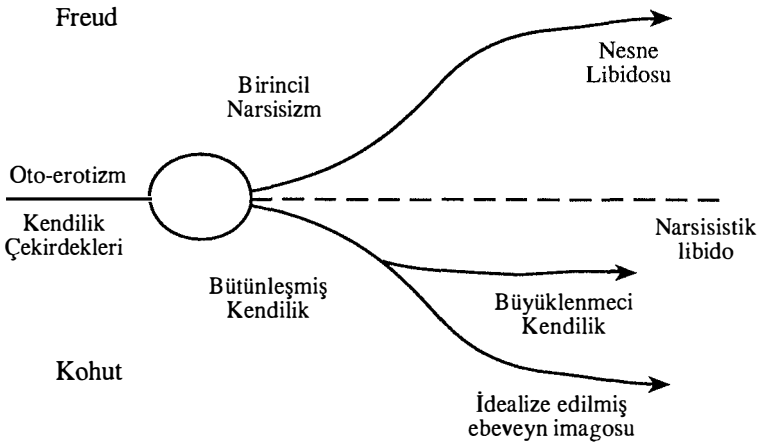 Freud
Nesne
Libidosu
Birincil
Narsisizm
Oto-erotizm
Kendilik
Çekirdekleri
Narsisistik
libido
Bütünleşmiş
Kendilik
Büyüklenmeci
Kendilik
Kohut
İdealize edilmiş
ebeveyn imagosu